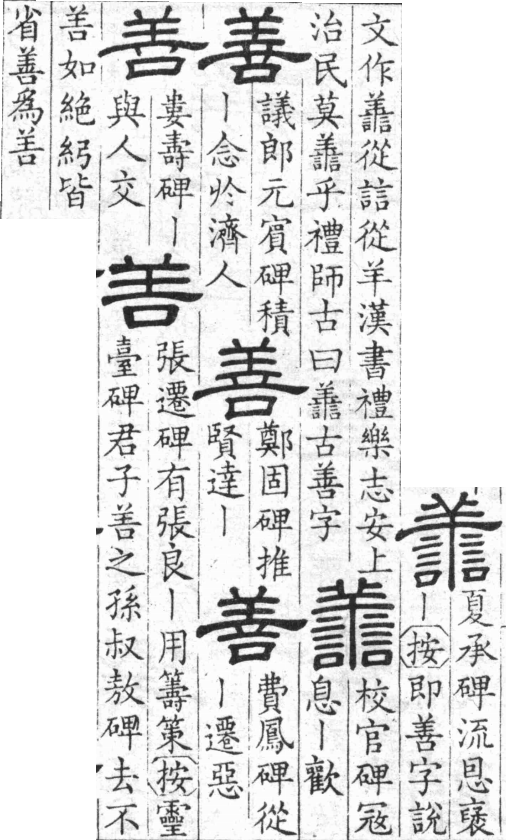 譱
夏承碑流恩襃
丨按即善字說
文作譱從誩從羊漢書禮樂志安上
治民莫譱乎禮師古曰譱古善字
譱
校官碑寇
息丨歡
善
議郎元賓碑積
丨念於濟人
善
鄭固碑推
賢達丨
善
費鳳碑從
丨遷惡
善
婁壽碑丨
與人交
善
張遷碑有張良丨用籌策按靈
臺碑君子善之孫叔敖碑去不
善如絕皆
省善爲善